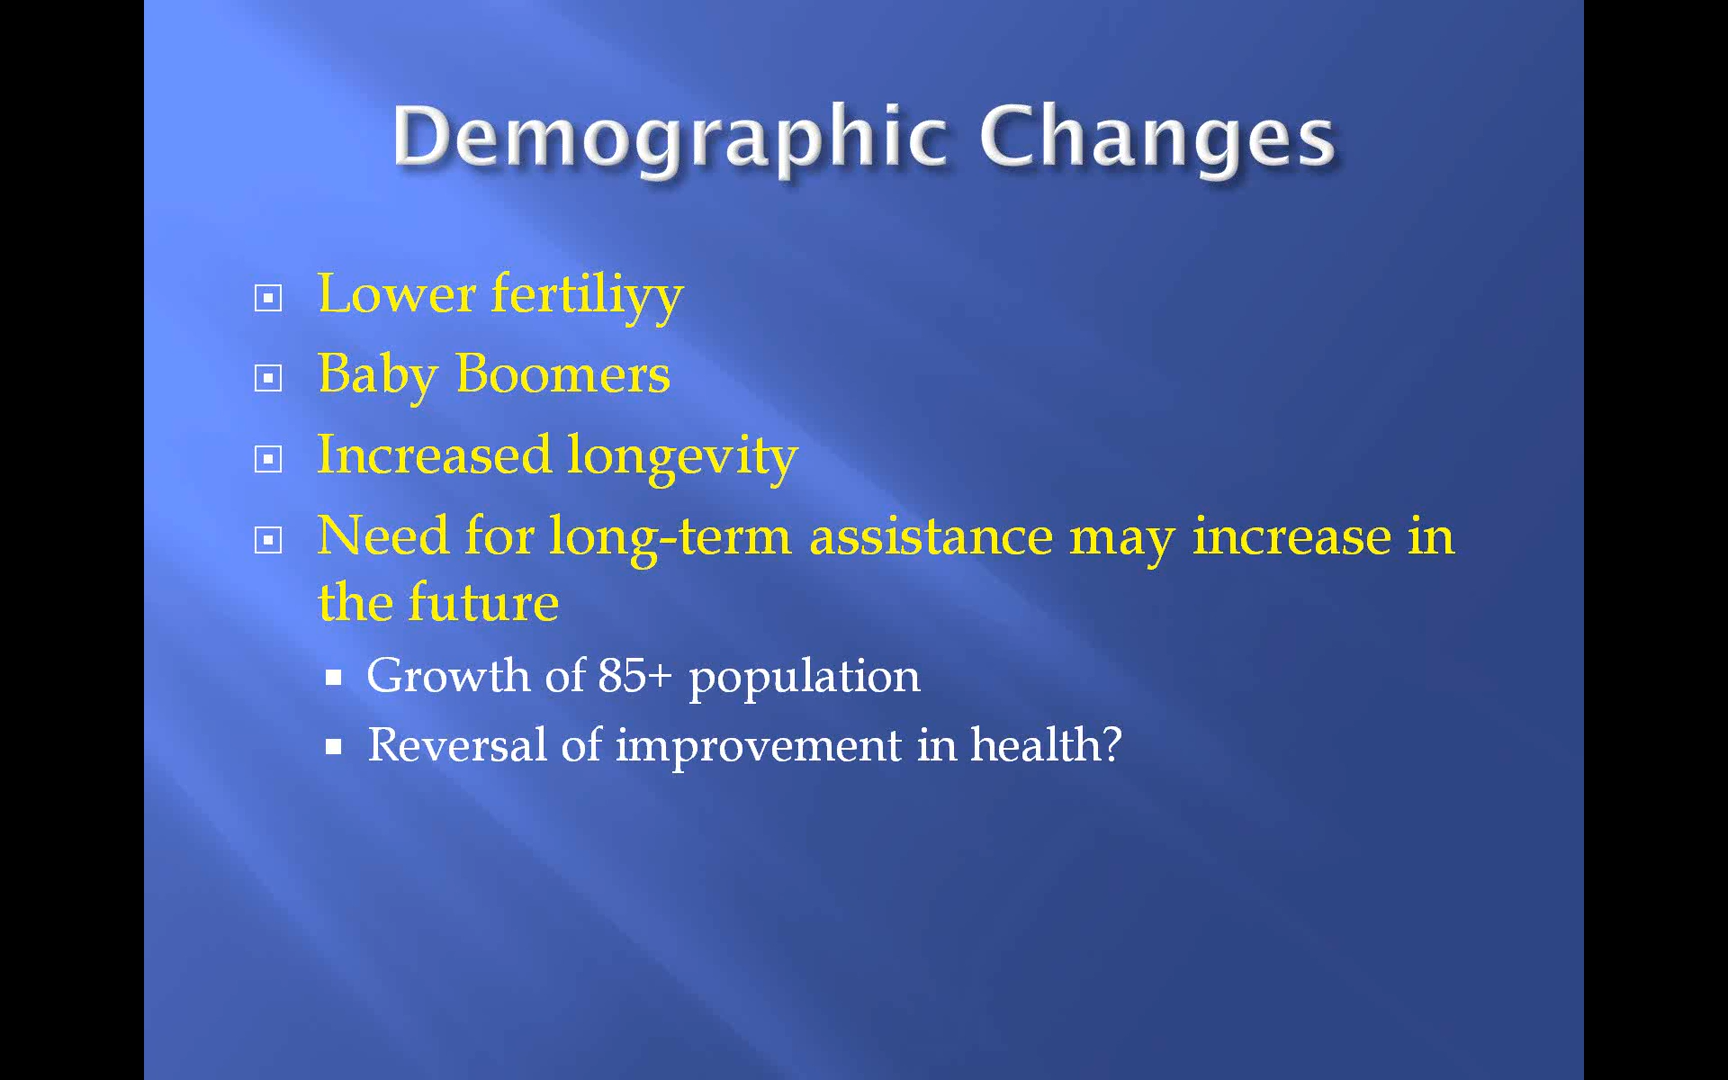 Demographic Changes
Lower fertiliyy
Baby Boomers
Increased longevity
Need for long-term assistance may increase in
the future
Growth of 85+ population
Reversal of improvement in health?